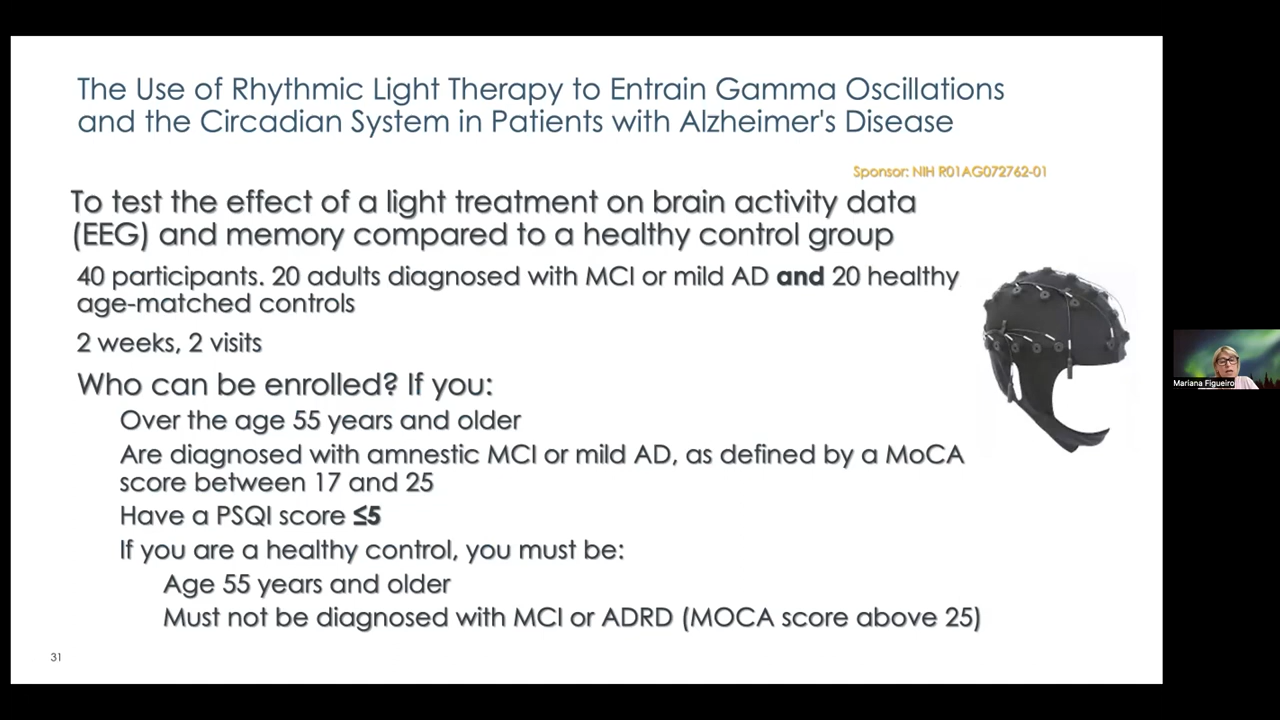 The Use of Rhythmic Light Therapy to Entrain Gamma Oscillations
and the Circadian System in Patients with Alzheimer's Disease
Sponsor: NIH R01AG072762-01
To test the effect of a light treatment on brain activity data
(EEG) and memory compared to a healthy control group
40 participants. 20 adults diagnosed with MCI or mild AD and 20 healthy
age-matched controls
2 weeks, 2 visits
Who can be enrolled? If you:
Over the age 55 years and older
Are diagnosed with amnestic MCI or mild AD, as defined by a MoCA
score between 17 and 25
Have a PSQI score ≤5
If you are a healthy control, you must be:
Age 55 years and older
Must not be diagnosed with MCI or ADRD (MOCA score above 25)
31
Mariana Figueiro